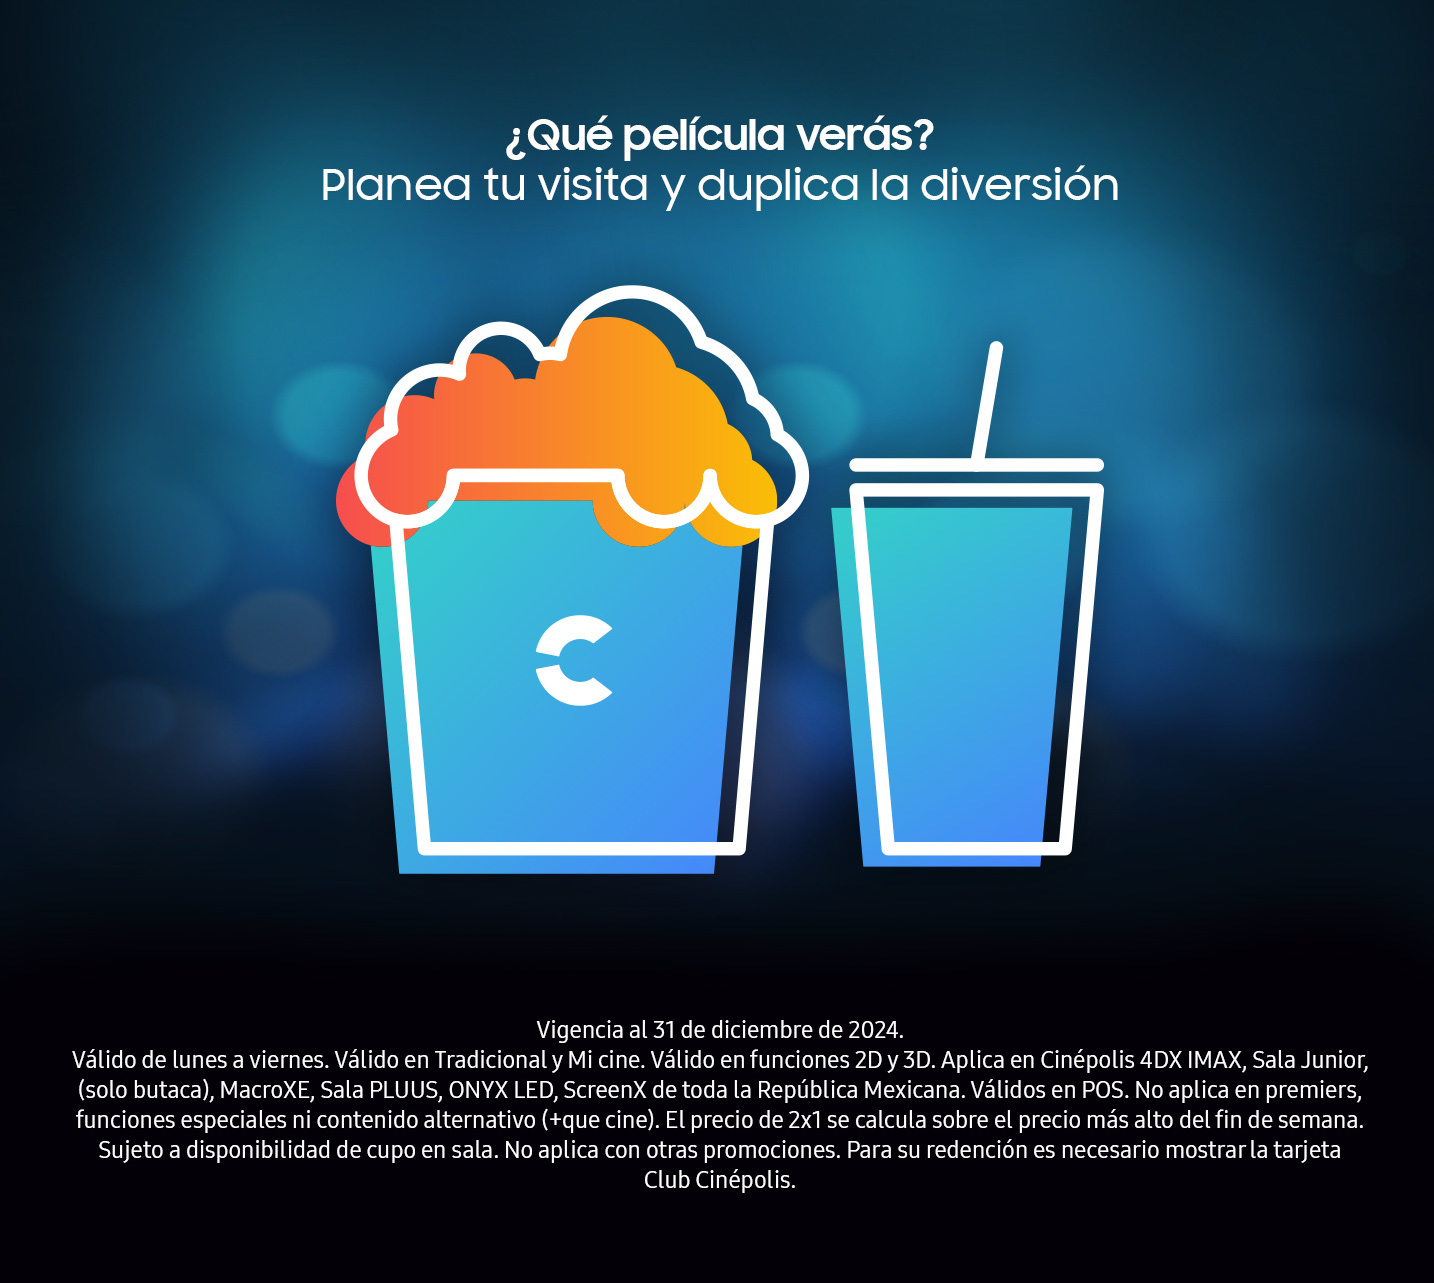 ¿Qué película verás?
Planea tu visita y duplica la diversión
Vigencia al 31 de diciembre de 2024.
Válido de lunes a viernes. Válido en Tradicional y Mi cine. Válido en funciones 2D y 3D. Aplica en Cinépolis 4DX IMAX, Sala Junior,
(solo butaca), MacroXE, Sala PLUUS, ONYX LED, ScreenX de toda la República Mexicana. Válidos en POS. No aplica en premiers,
funciones especiales ni contenido alternativo (+que cine). El precio de 2x1 se calcula sobre el precio más alto del fin de semana.
Sujeto a disponibilidad de cupo en sala. No aplica con otras promociones. Para su redención es necesario mostrar la tarjeta
Club Cinépolis.